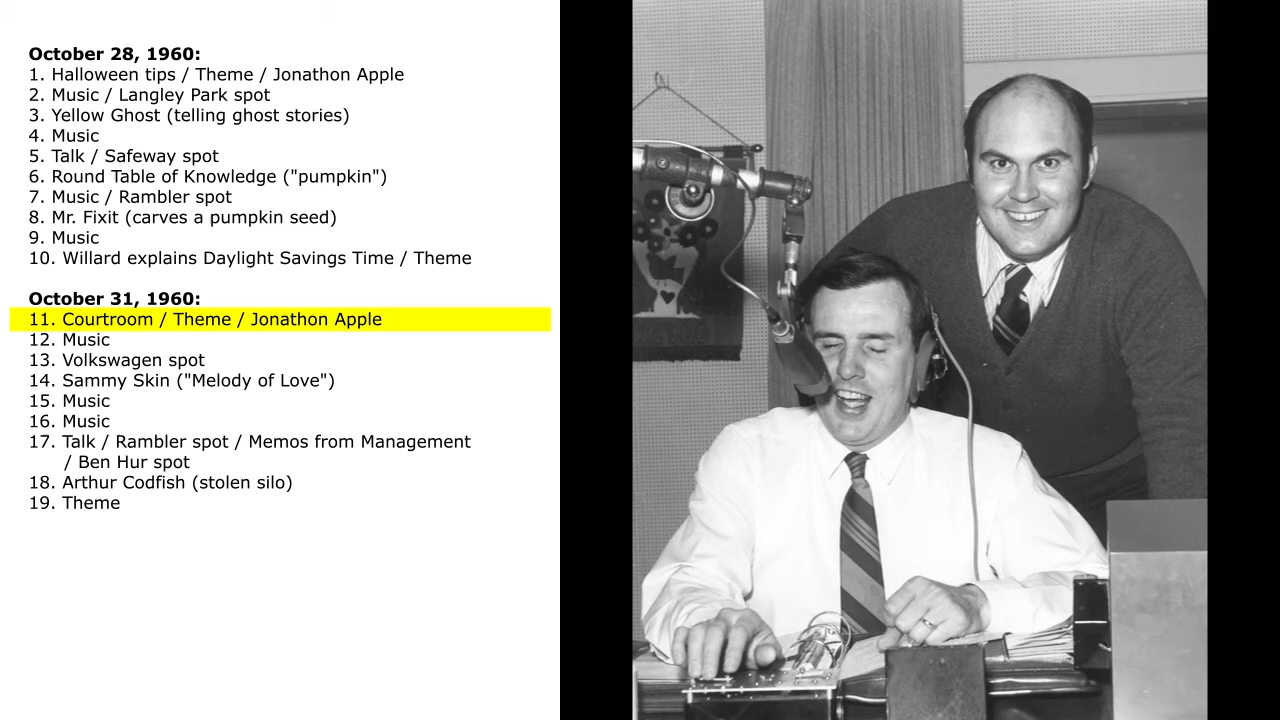 October 28, 1960:
1. Halloween tips / Theme / Jonathon Apple
2. Music / Langley Park spot
3. Yellow Ghost (telling ghost stories)
4. Music
5. Talk / Safeway spot
6. Round Table of Knowledge ("pumpkin")
7. Music / Rambler spot
8. Mr. Fixit (carves a pumpkin seed)
9. Music
10. Willard explains Daylight Savings Time / Theme
October 31, 1960:
11. Courtroom / Theme / Jonathon Apple
12. Music
13. Volkswagen spot
14. Sammy Skin ("Melody of Love")
15. Music
16. Music
17. Talk / Rambler spot / Memos from Management
/ Ben Hur spot
18. Arthur Codfish (stolen silo)
19. Theme